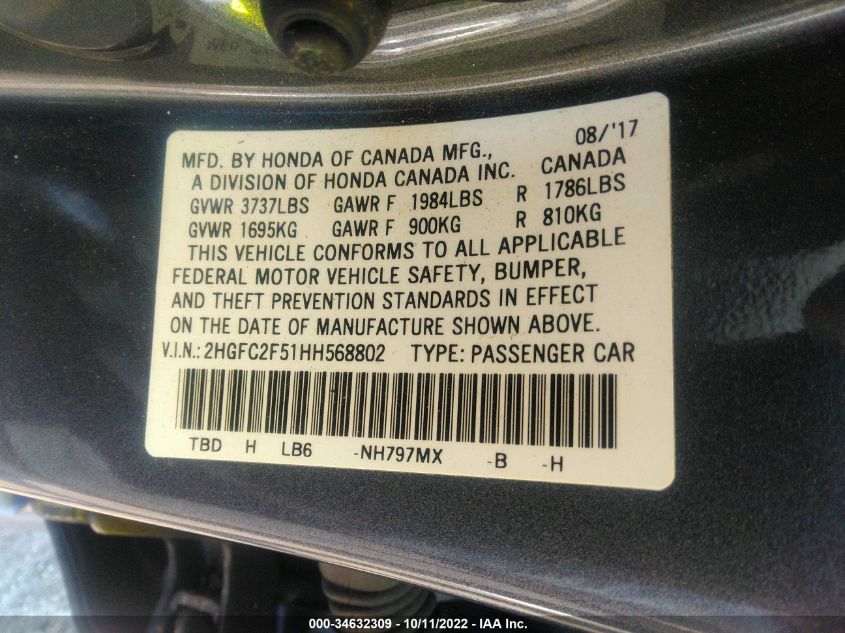 08/'17
MFD. BY HONDA OF CANADA MFG.,
A DIVISION OF HONDA CANADA INC. CANADA
GVWR 3737LBS GAWR F 1984LBS R 1786LBS
GVWR 1695KG GAWR F 900KG R 810KG
THIS VEHICLE CONFORMS TO ALL APPLICABLE
FEDERAL MOTOR VEHICLE SAFETY, BUMPER,
AND THEFT PREVENTION STANDARDS IN EFFECT
ON THE DATE OF MANUFACTURE SHOWN ABOVE.
V.I.N.: 2HGFC2F51HH568802 TYPE: PASSENGER CAR
TBD H LB6 -NH797MX -B -H
000-34632309 - 10/11/2022 - IAA Inc.